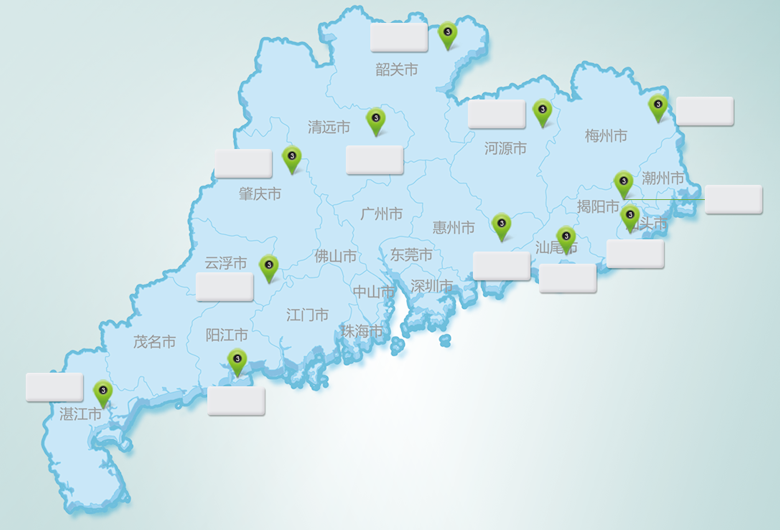 3
韶关市
3
3
清远市
梅州市
河源市
3
肇庆市
3
潮州市
揭阳市
广州市
3
汕头市
惠州市
3
3
汕尾市
佛山市
东莞市
云浮市
3
深圳市
中山市
江门市
珠海市
阳江市
茂名市
3
3
湛江市